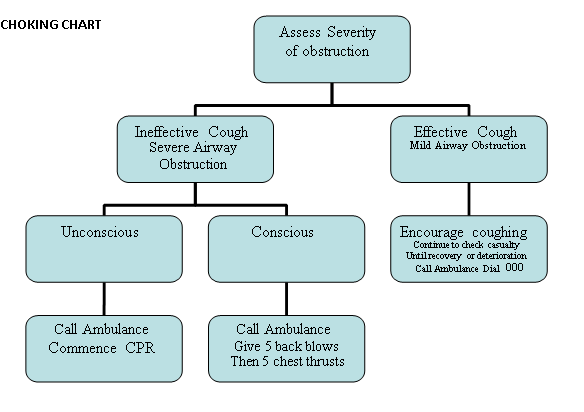 CHOKING CHART
Assess Severity
of obstruction
Ineffective Cough
Severe Airway
Obstruction
Effective Cough
Mild Airway Obstruction
Unconscious
Conscious
Encourage coughing
Continue to check casualty
Until recovery or deterioration
Call Ambulance Dial 000
Call Ambulance
Commence CPR
Call Ambulance
Give 5 back blows
Then 5 chest thrusts